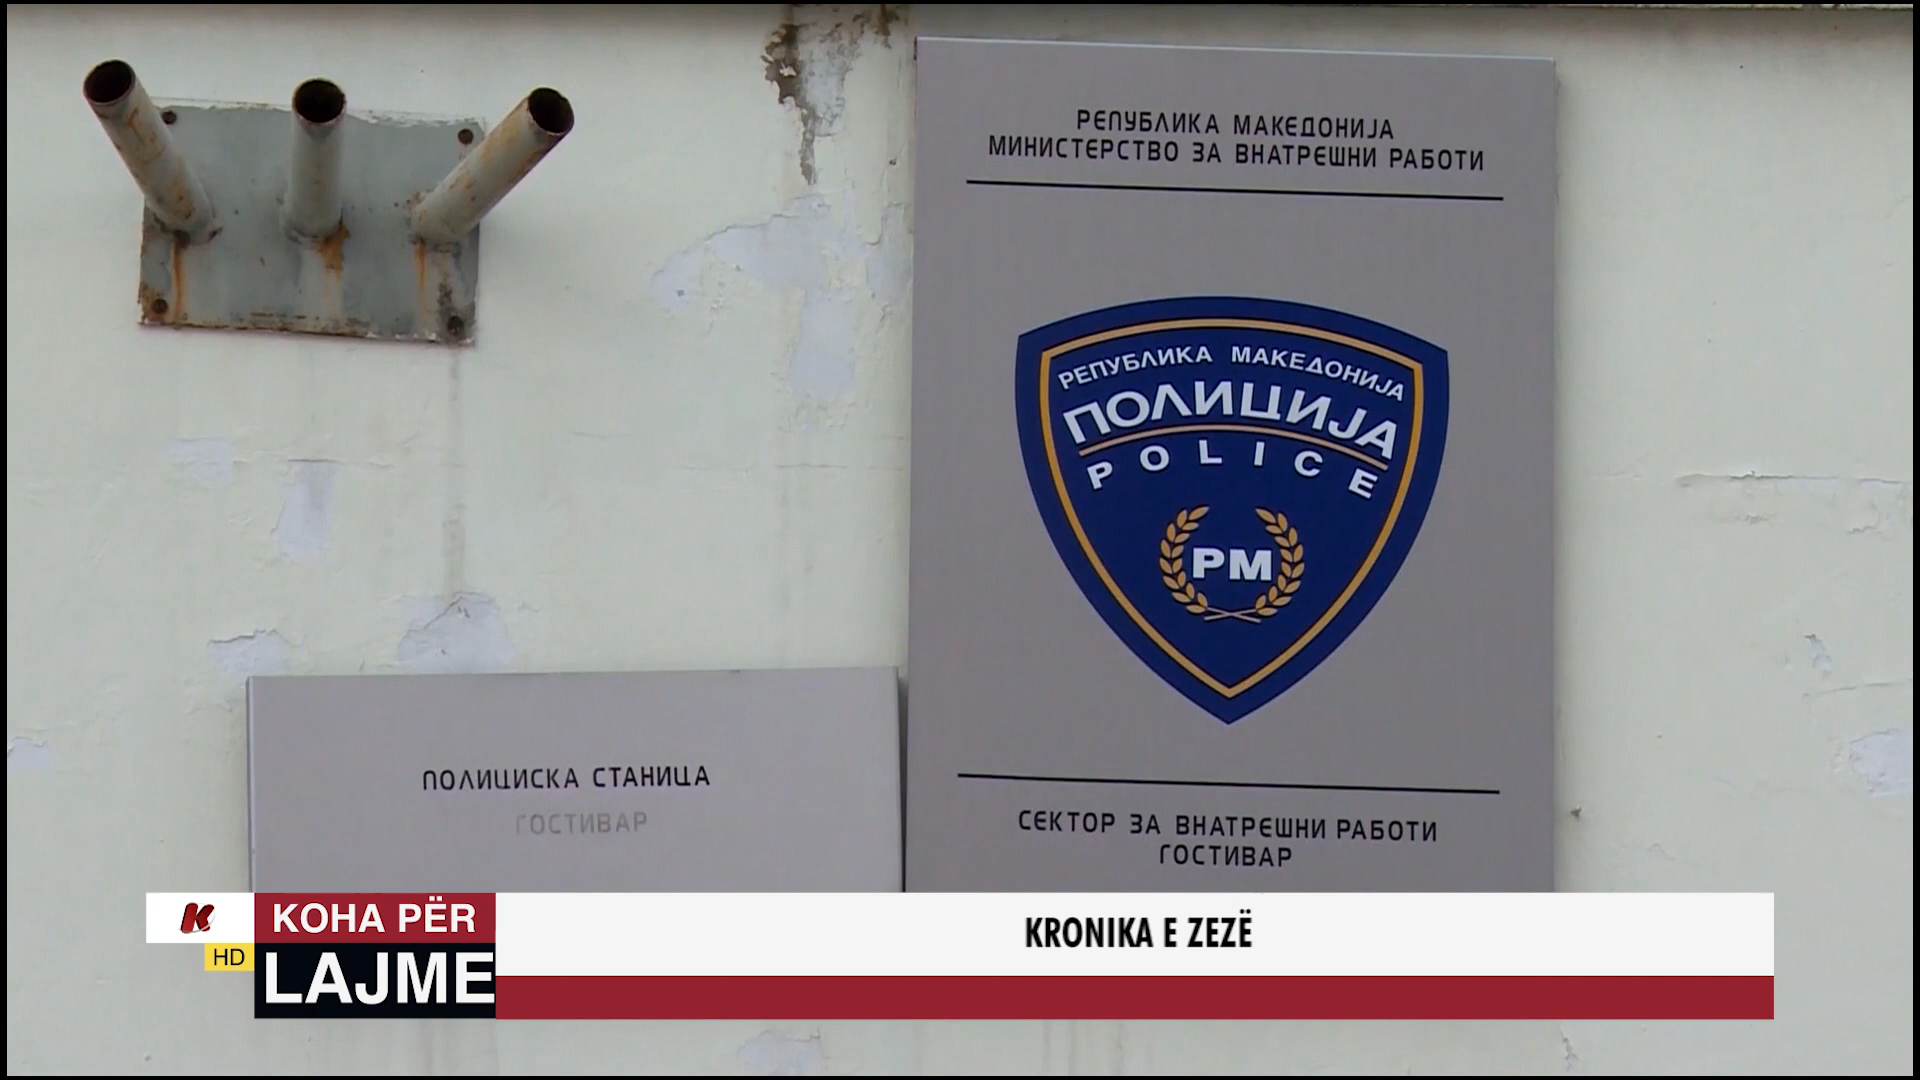 РЕПУБЛИКА МАКЕДОНИЈА
МИНИСТЕРСТВО ЗА ВНАТРЕШНИ РАБОТИ
РЕПУБЛИКА МАКЕДОНИЈА
ПОЛИЦИЈА
POLICE
РМ
СЕКТОР ЗА ВНАТРЕШНИ РАБОТИ
ГОСТИВАР
ПОЛИЦИСКА СТАНИЦА
ГОСТИВАР
K
HD
KOHA PËR
LAJME
KRONIKA E ZEZË